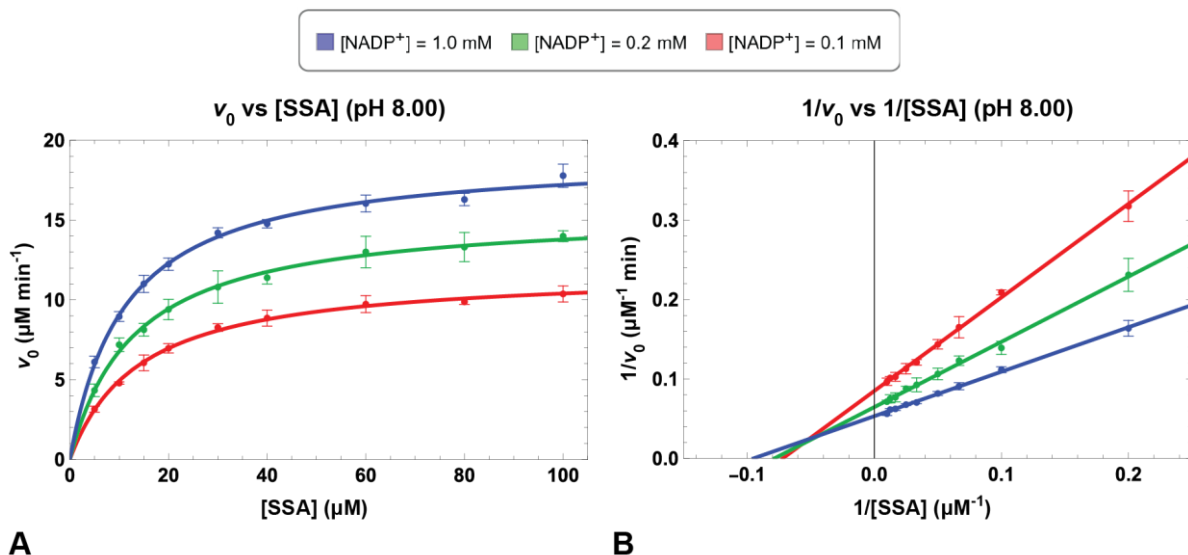 [NADP⁺] = 1.0 mM [NADP⁺] = 0.2 mM [NADP⁺] = 0.1 mM
v₀ vs [SSA] (pH 8.00)
20
15
10
5
0
v₀ (µM min⁻¹)
0 20 40 60 80 100
[SSA] (µM)
A
1/v₀ vs 1/[SSA] (pH 8.00)
0.4
0.3
0.2
0.1
0.0
1/v₀ (µM⁻¹ min)
−0.1 0.0 0.1 0.2
1/[SSA] (µM⁻¹)
B